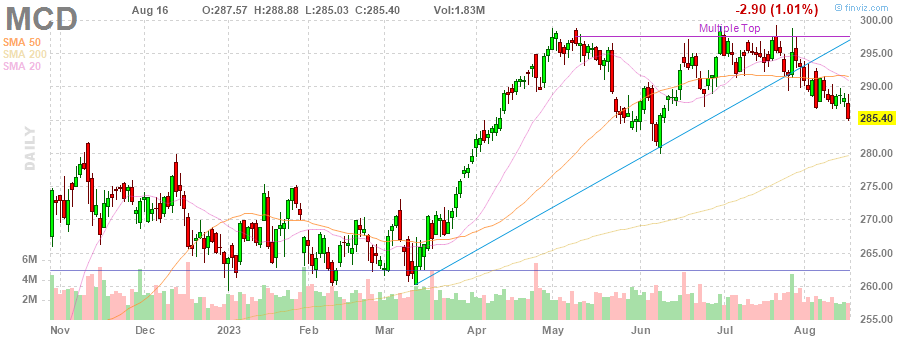 MCD Aug 16 O:287.57 H:288.88 L:285.03 C:285.40 Vol:1.83M -2.90 (1.01%) © finviz.com
SMA 50
SMA 200
SMA 20
Multiple Top
300.00
295.00
290.00
285.40
280.00
275.00
270.00
265.00
260.00
255.00
DAILY
6M
4M
2M
Nov Dec 2023 Feb Mar Apr May Jun Jul Aug